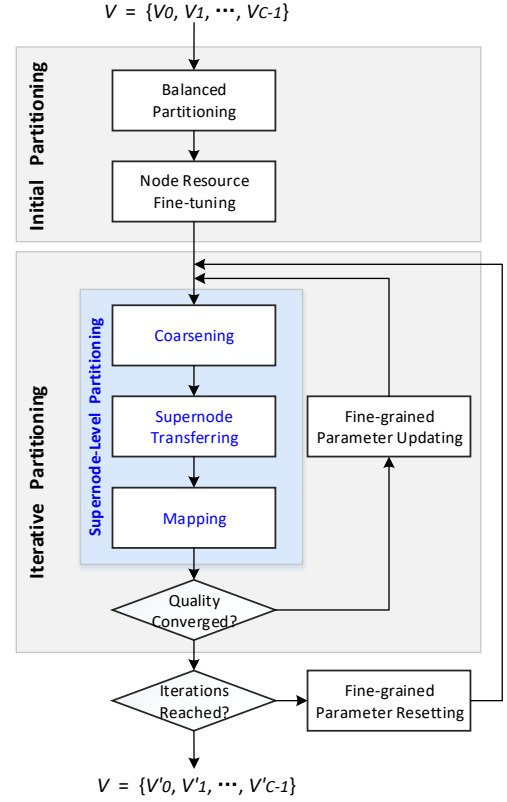 V = {V0, V1, ···, VC-1}
Initial Partitioning
Balanced
Partitioning
Node Resource
Fine-tuning
Iterative Partitioning
Supernode-Level Partitioning
Coarsening
Supernode
Transferring
Mapping
Fine-grained
Parameter Updating
Quality
Converged?
Iterations
Reached?
Fine-grained
Parameter Resetting
V = {V'0, V'1, ···, V'C-1}